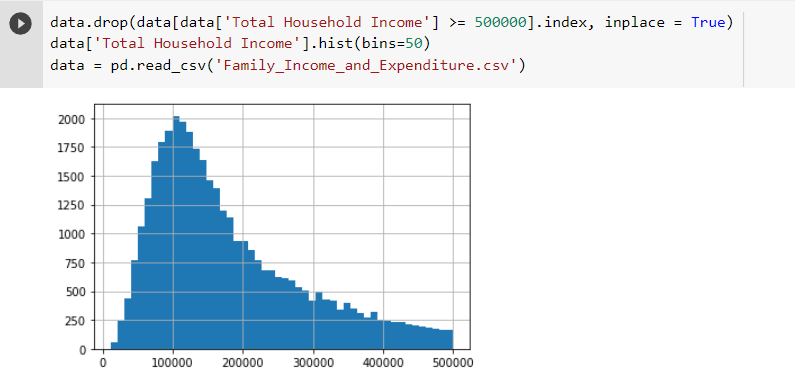 data.drop(data[data['Total Household Income'] >= 500000].index, inplace = True)
data['Total Household Income'].hist(bins=50)
data = pd.read_csv('Family_Income_and_Expenditure.csv')
2000
1750
1500
1250
1000
750
500
250
0
0 100000 200000 300000 400000 500000